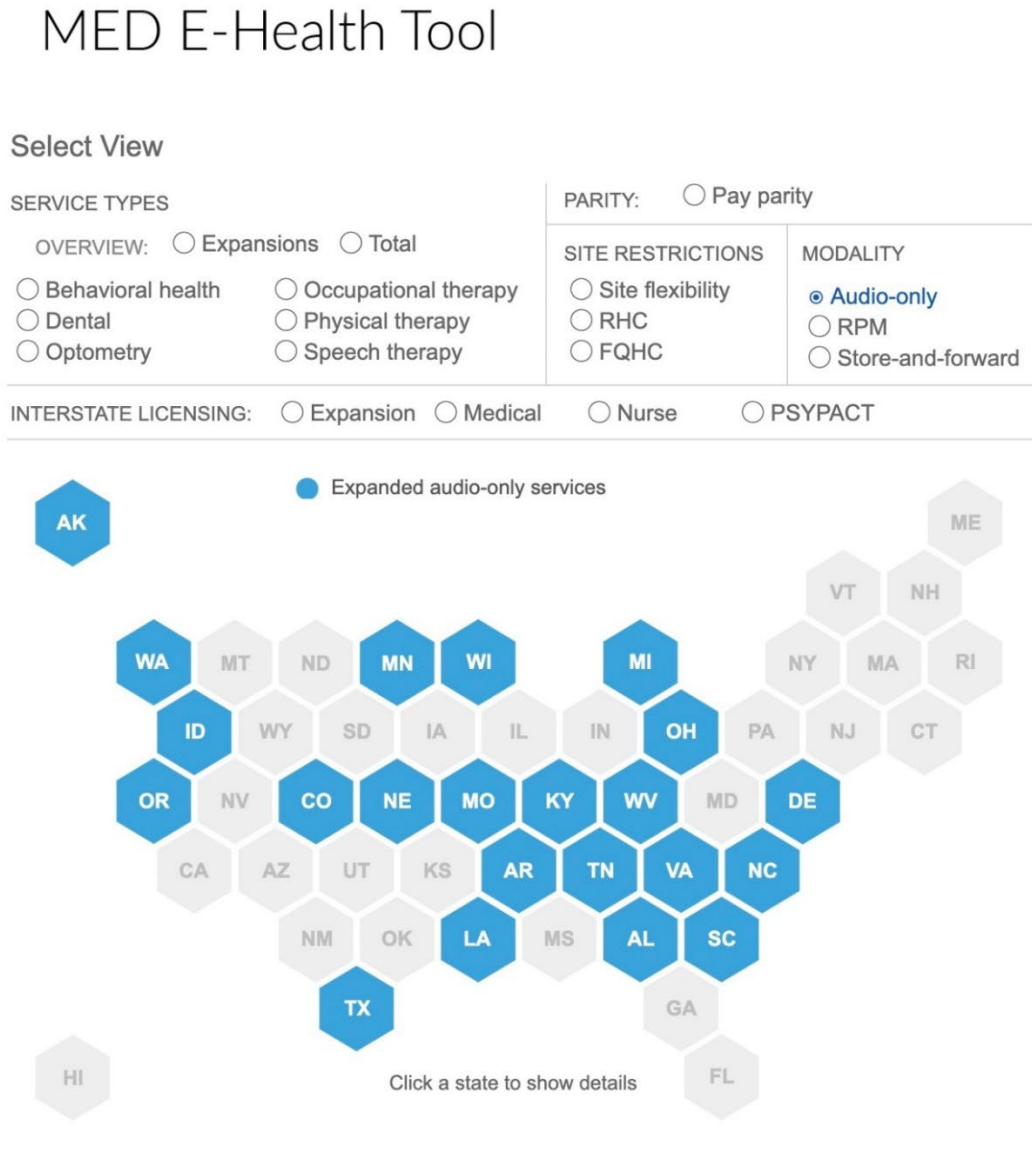 MED E-Health Tool
Select View
SERVICE TYPES
OVERVIEW: Expansions Total
Behavioral health Occupational therapy
Dental Physical therapy
Optometry Speech therapy
PARITY: Pay parity
SITE RESTRICTIONS
Site flexibility
RHC
FQHC
MODALITY
Audio-only
RPM
Store-and-forward
INTERSTATE LICENSING: Expansion Medical Nurse PSYPACT
Expanded audio-only services
AK ME
VT NH
WA MT ND MN WI MI NY MA RI
ID WY SD IA IL IN OH PA NJ CT
OR NV CO NE MO KY WV MD DE
CA AZ UT KS AR TN VA NC
NM OK LA MS AL SC
TX GA
HI FL
Click a state to show details